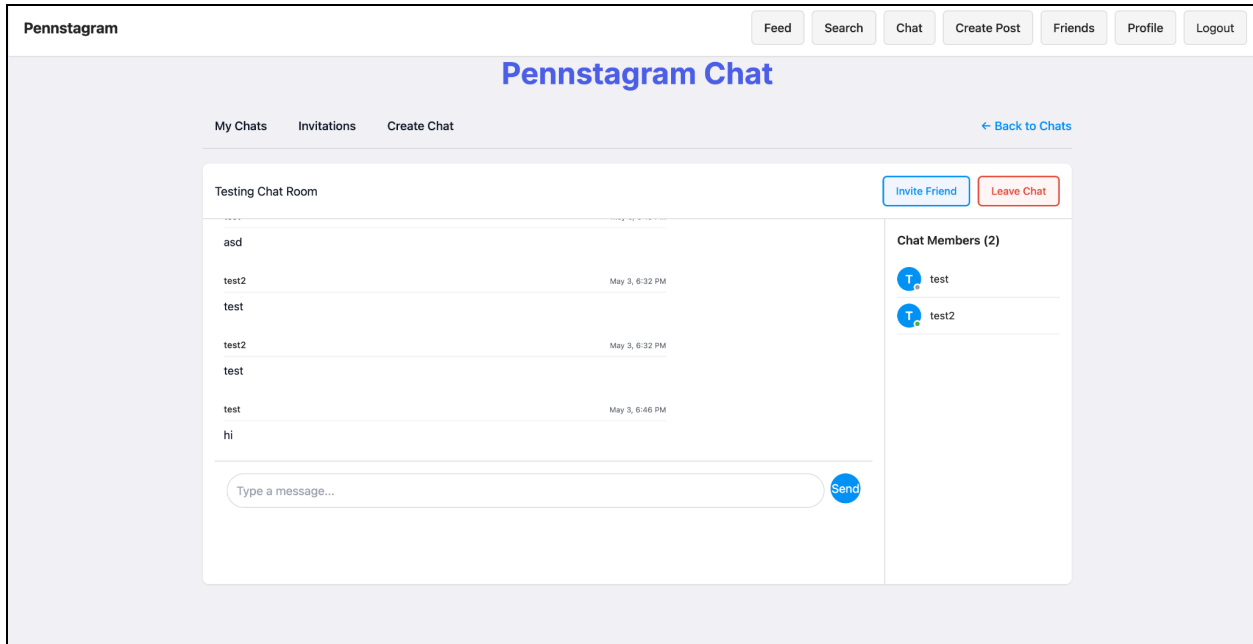 Pennstagram
Feed
Search
Chat
Create Post
Friends
Profile
Logout
Pennstagram Chat
My Chats
Invitations
Create Chat
← Back to Chats
Testing Chat Room
Invite Friend
Leave Chat
asd
test2 May 3, 6:32 PM
test
test2 May 3, 6:32 PM
test
test May 3, 6:46 PM
hi
Type a message...
Send
Chat Members (2)
T test
T test2